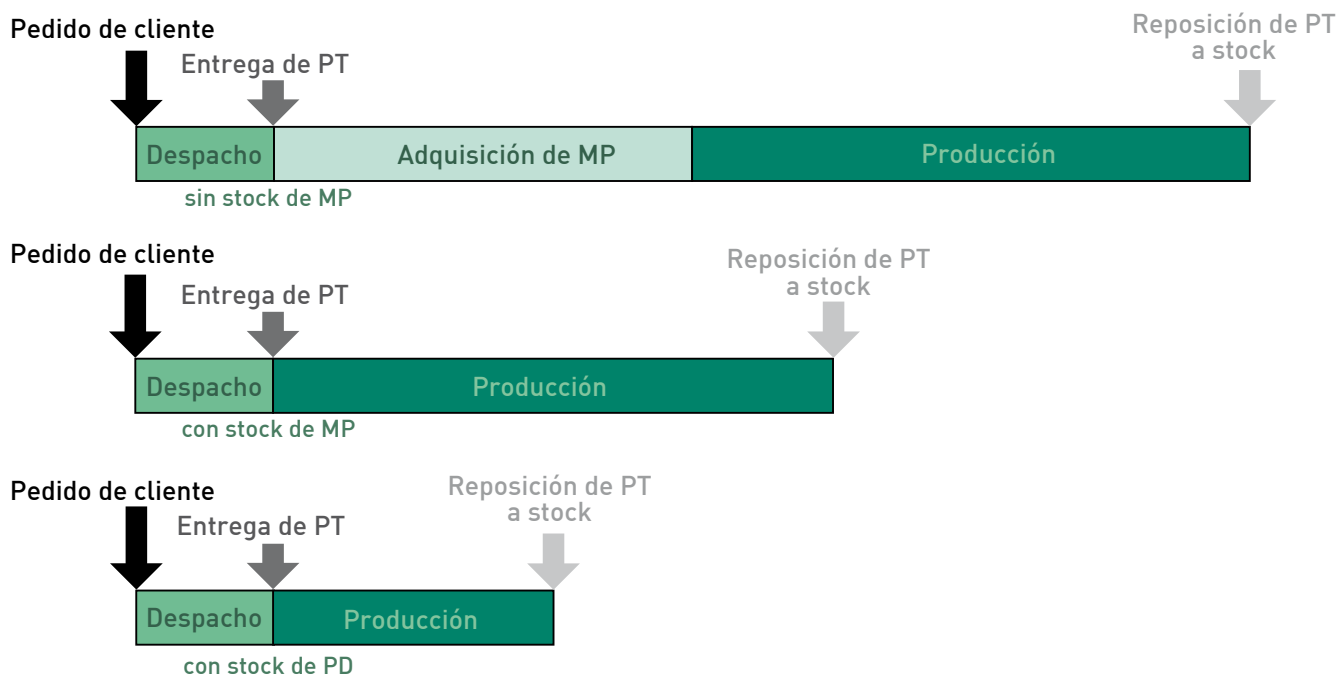 Pedido de cliente
Entrega de PT
Reposición de PT
a stock
Despacho
Adquisición de MP
Producción
sin stock de MP
Pedido de cliente
Entrega de PT
Reposición de PT
a stock
Despacho
Producción
con stock de MP
Pedido de cliente
Entrega de PT
Reposición de PT
a stock
Despacho
Producción
con stock de PD